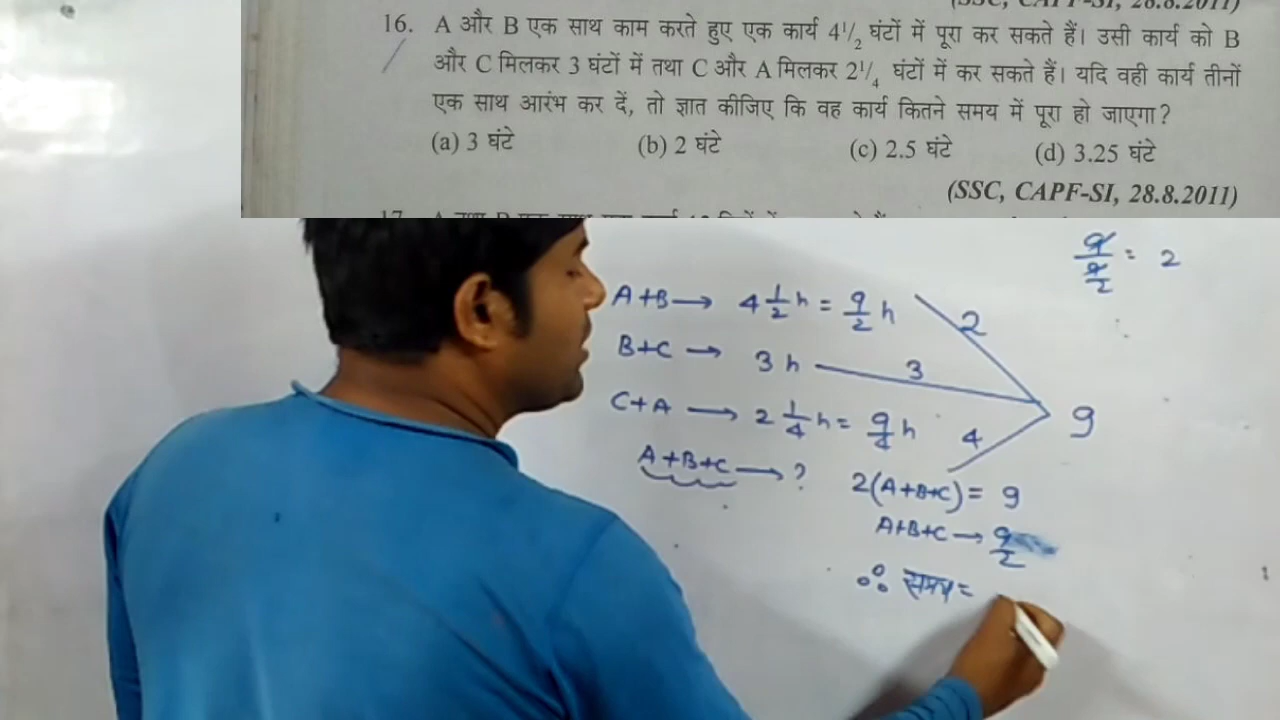 (SSC, CAPF-SI, 28.8.2011)
16. A और B एक साथ काम करते हुए एक कार्य 4¹/₂ घंटों में पूरा कर सकते हैं। उसी कार्य को B
और C मिलकर 3 घंटों में तथा C और A मिलकर 2¹/₄ घंटों में कर सकते हैं। यदि वही कार्य तीनों
एक साथ आरंभ कर दें, तो ज्ञात कीजिए कि वह कार्य कितने समय में पूरा हो जाएगा?
(a) 3 घंटे (b) 2 घंटे (c) 2.5 घंटे (d) 3.25 घंटे
(SSC, CAPF-SI, 28.8.2011)
9/(9/2) = 2
A+B → 4 1/2 h = 9/2 h 2
B+C → 3 h 3
C+A → 2 1/4 h = 9/4 h 4 9
A+B+C → ? 2(A+B+C) = 9
A+B+C → 9/2
∴ समय =